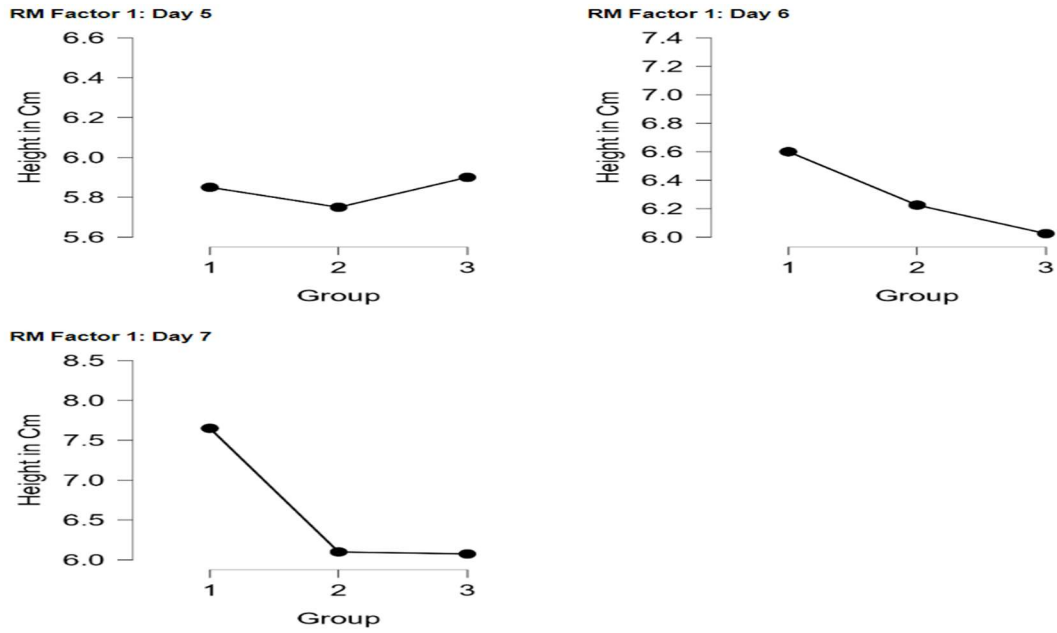 RM Factor 1: Day 5
6.6
6.4
6.2
6.0
5.8
5.6
Height in Cm
1 2 3
Group
RM Factor 1: Day 6
7.4
7.2
7.0
6.8
6.6
6.4
6.2
6.0
Height in Cm
1 2 3
Group
RM Factor 1: Day 7
8.5
8.0
7.5
7.0
6.5
6.0
Height in Cm
1 2 3
Group